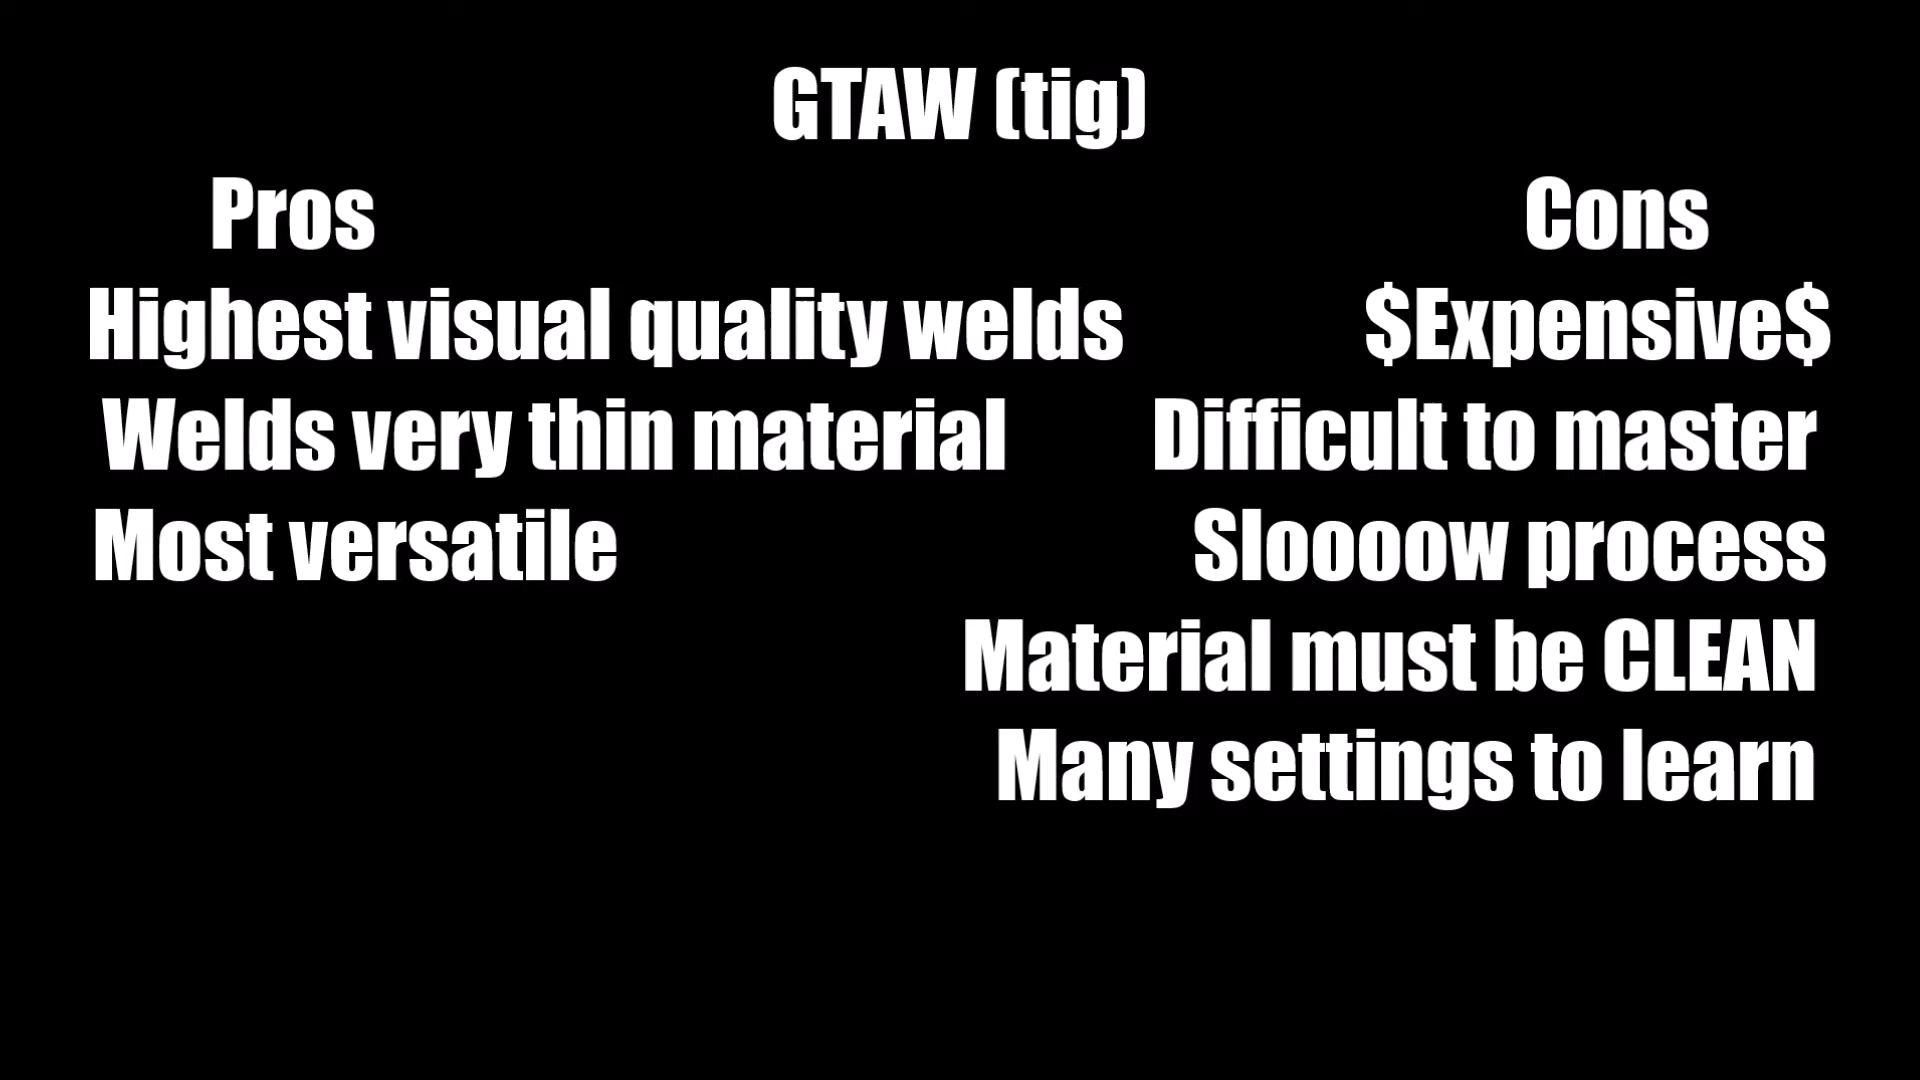 GTAW (tig)
Pros Cons
Highest visual quality welds $Expensive$
Welds very thin material Difficult to master
Most versatile Sloooow process
Material must be CLEAN
Many settings to learn